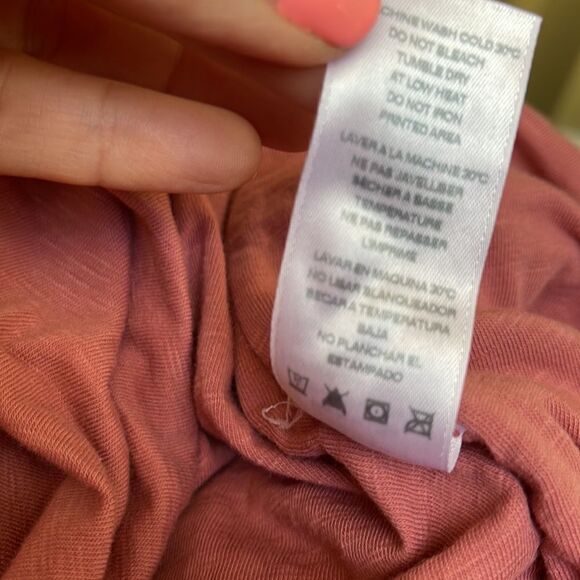 CHINE WASH COLD 30°C
DO NOT BLEACH
TUMBLE DRY
AT LOW HEAT
DO NOT IRON
PRINTED AREA
LAVER A LA MACHINE 30°C
NE PAS JAVELLISER
SÉCHER A BASSE
TEMPERATURE
NE PAS REPASSER
L'IMPRIME
LAVAR EN MAQUINA 30°C
NO USAR BLANQUEADOR
SECAR A TEMPERATURA
BAJA
NO PLANCHAR EL
ESTAMPADO